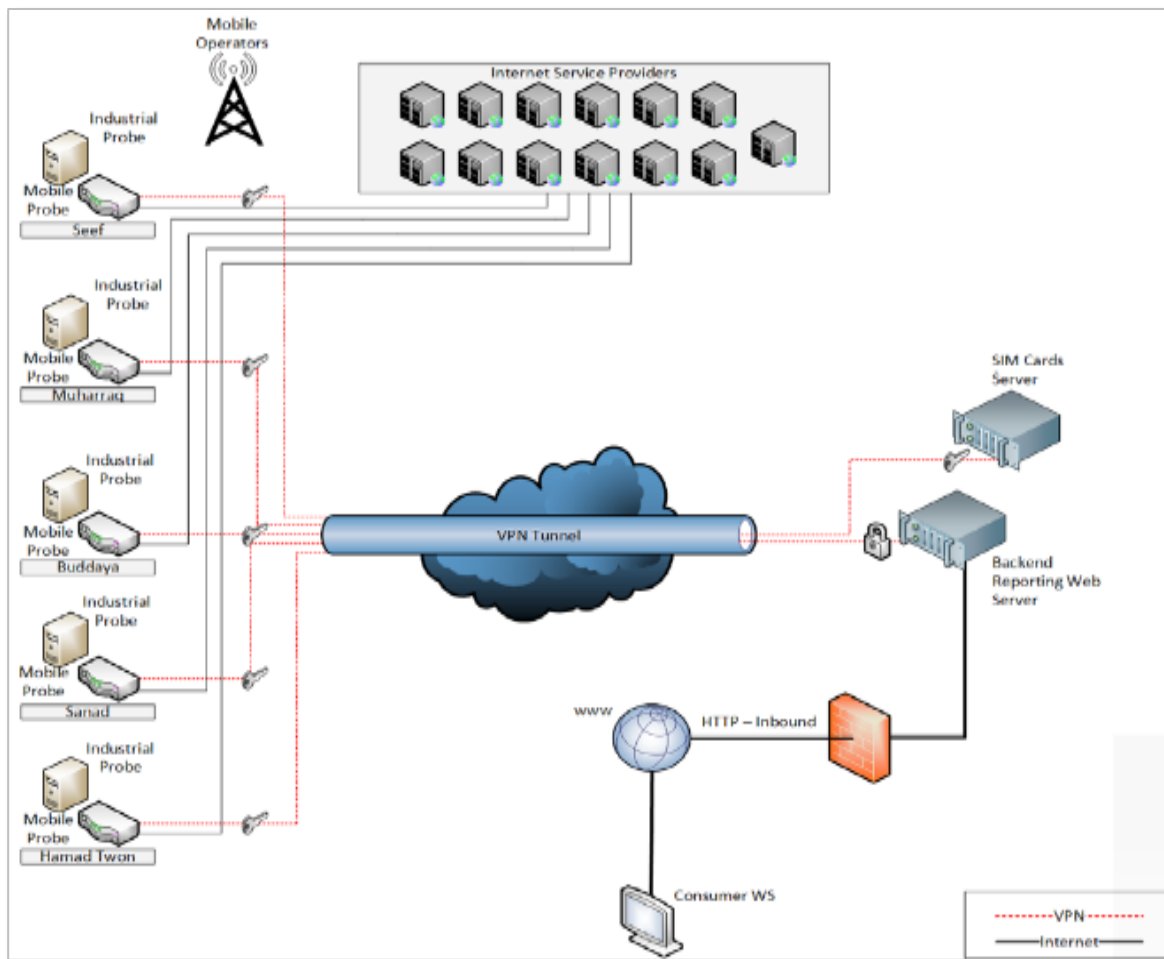 Mobile
Operators
Internet Service Providers
Industrial
Probe
Mobile
Probe
Seef
Industrial
Probe
Mobile
Probe
Muharraq
Industrial
Probe
Mobile
Probe
Buddaya
Industrial
Probe
Mobile
Probe
Sanad
Industrial
Probe
Mobile
Probe
Hamad Twon
VPN Tunnel
SIM Cards
Server
Backend
Reporting Web
Server
www
HTTP – Inbound
Consumer WS
VPN
Internet